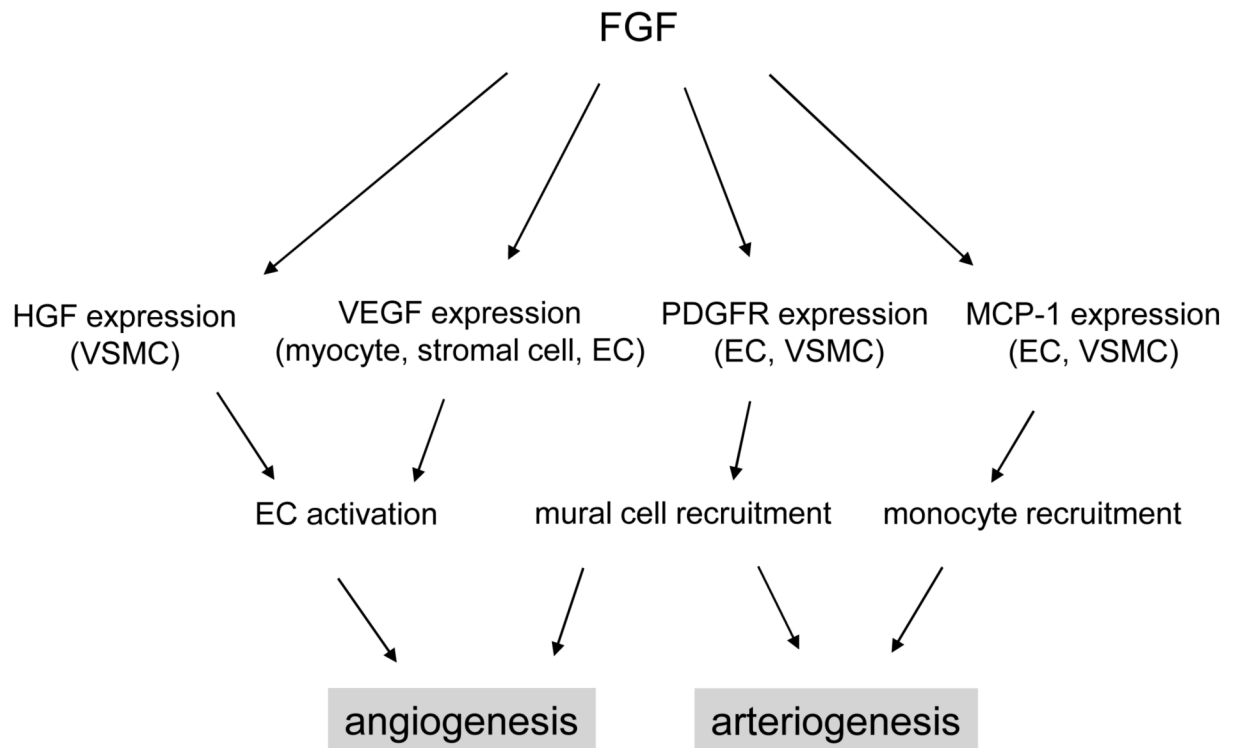 FGF
HGF expression
(VSMC)
VEGF expression
(myocyte, stromal cell, EC)
PDGFR expression
(EC, VSMC)
MCP-1 expression
(EC, VSMC)
EC activation
mural cell recruitment
monocyte recruitment
angiogenesis
arteriogenesis